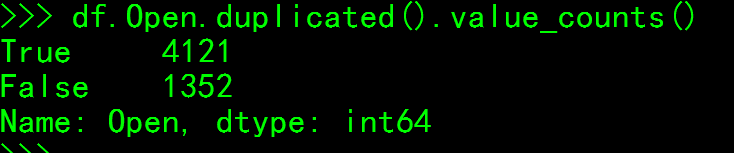 >>> df.Open.duplicated().value_counts()
True     4121
False    1352
Name: Open, dtype: int64
>>>